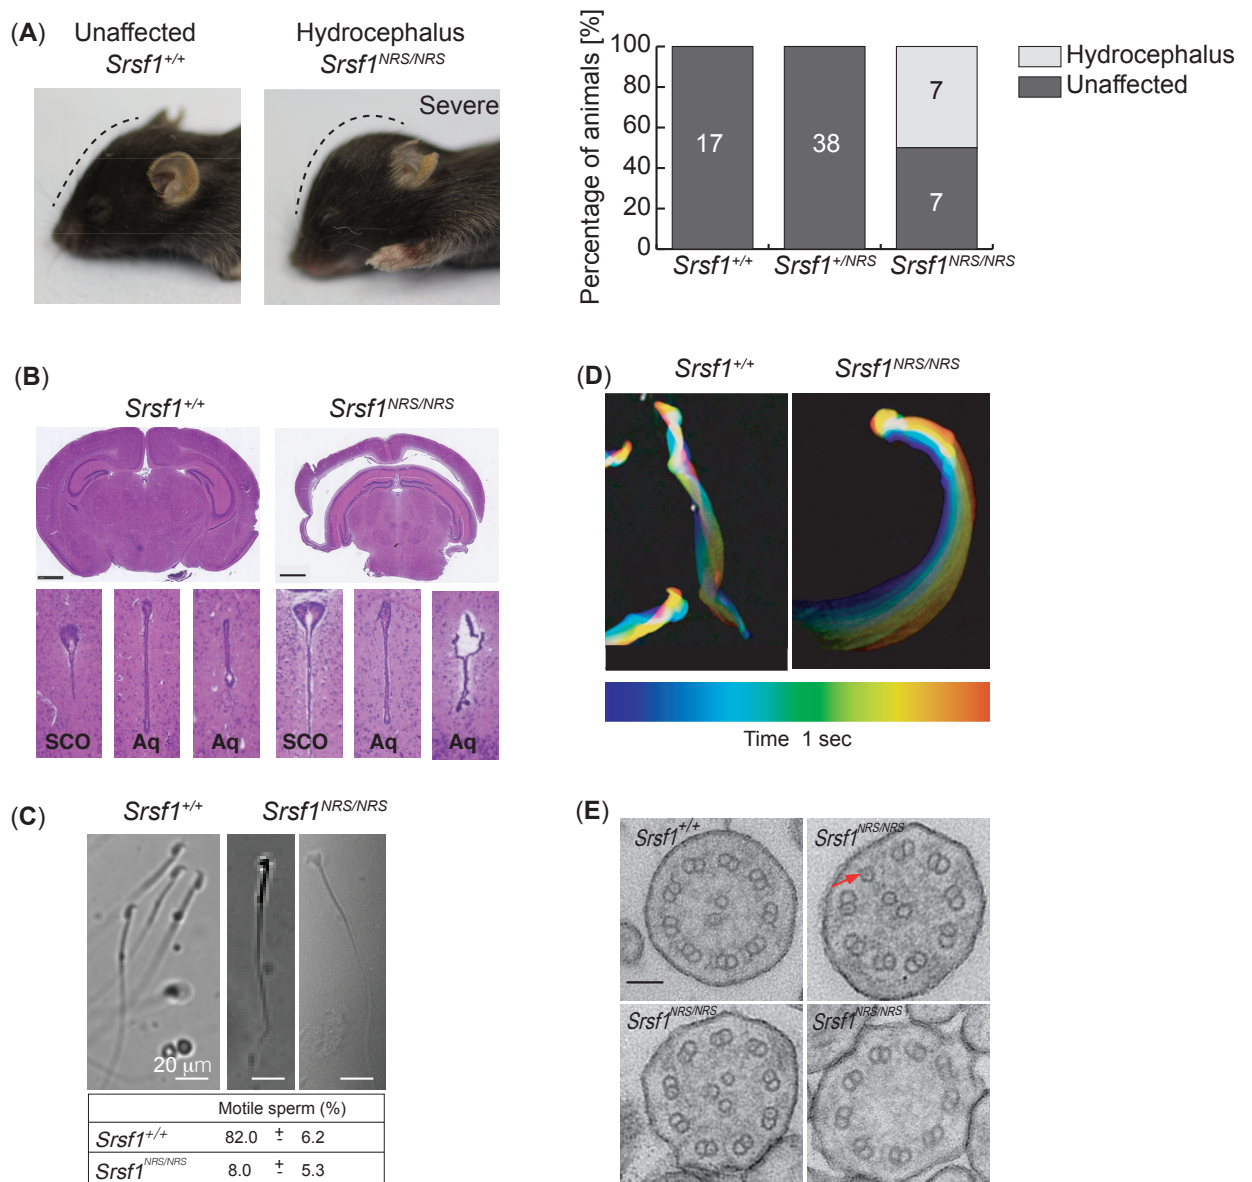 (A)
Unaffected
Srsf1+/+
Hydrocephalus
Srsf1NRS/NRS
Severe
Percentage of animals [%]
100
80
60
40
20
0
17
38
7
7
Srsf1+/+
Srsf1+/NRS
Srsf1NRS/NRS
Hydrocephalus
Unaffected
(B)
Srsf1+/+
Srsf1NRS/NRS
SCO
Aq
Aq
SCO
Aq
Aq
(C)
Srsf1+/+
Srsf1NRS/NRS
20 μm
Motile sperm (%)
Srsf1+/+ 82.0 ± 6.2
Srsf1NRS/NRS 8.0 ± 5.3
(D)
Srsf1+/+
Srsf1NRS/NRS
Time 1 sec
(E)
Srsf1+/+
Srsf1NRS/NRS
Srsf1NRS/NRS
Srsf1NRS/NRS